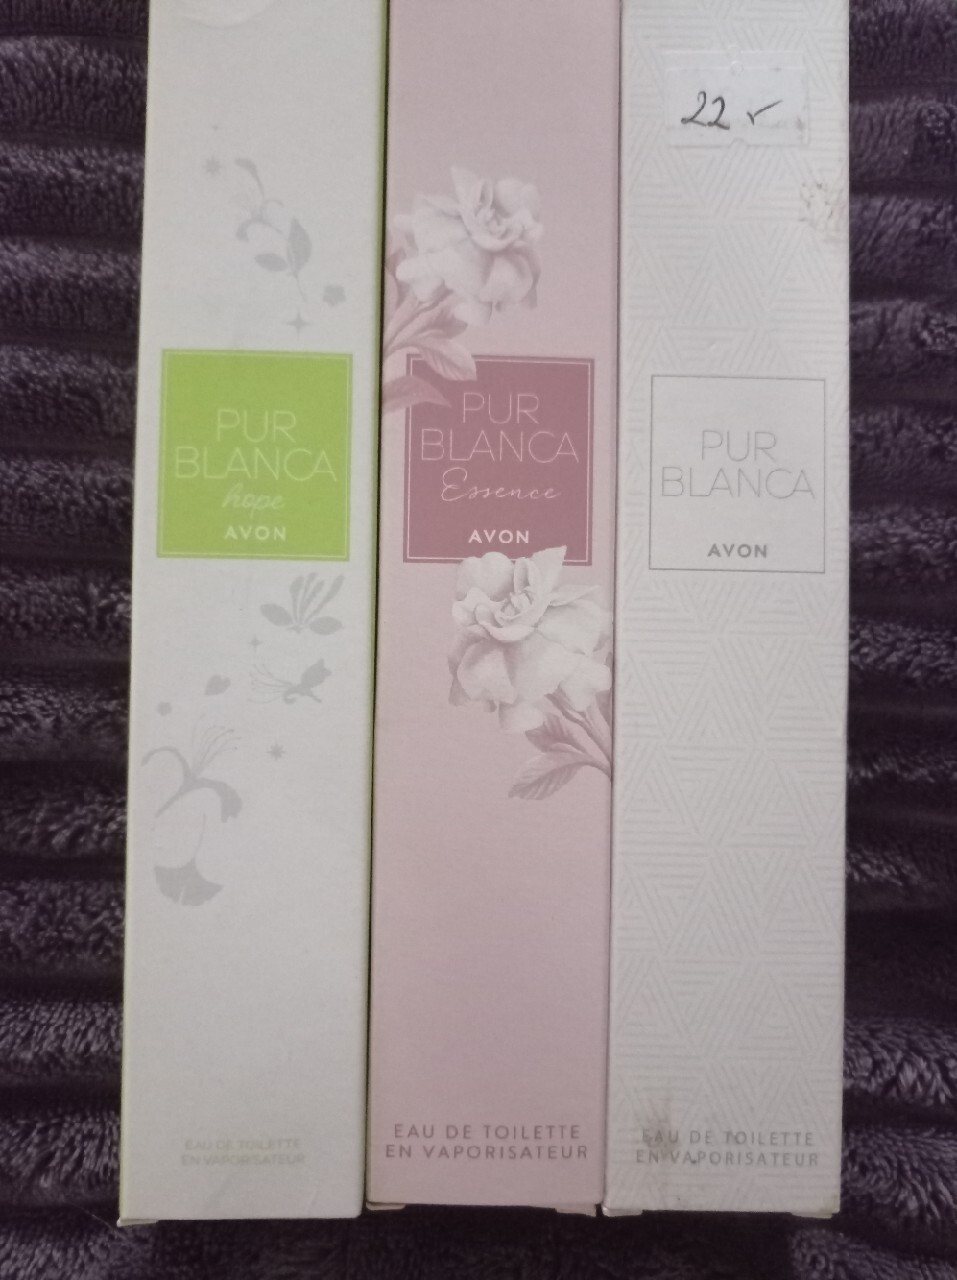 PUR
BLANCA
hope
AVON
EAU DE TOILETTE
EN VAPORISATEUR
PUR
BLANCA
Essence
AVON
EAU DE TOILETTE
EN VAPORISATEUR
22,-
PUR
BLANCA
AVON
EAU DE TOILETTE
EN VAPORISATEUR